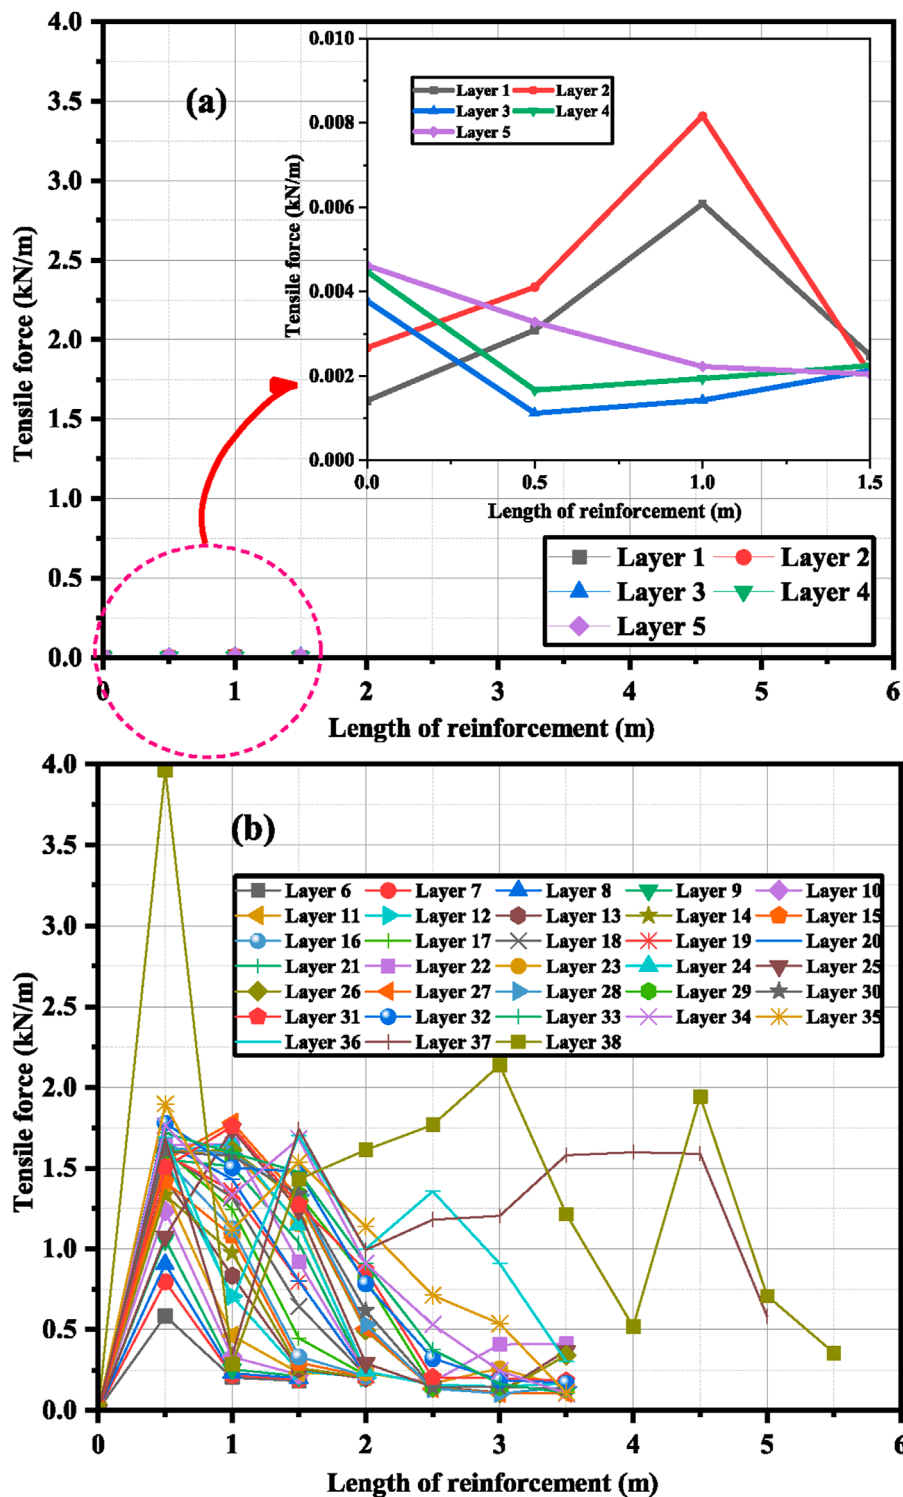 4.0
3.5
3.0
2.5
2.0
1.5
1.0
0.5
0.0
Tensile force (kN/m)
(a)
0.010
0.008
0.006
0.004
0.002
0.000
Tensile force (kN/m)
Layer 1 Layer 2
Layer 3 Layer 4
Layer 5
0.0 0.5 1.0 1.5
Length of reinforcement (m)
Layer 1 Layer 2
Layer 3 Layer 4
Layer 5
0 1 2 3 4 5 6
Length of reinforcement (m)
4.0
3.5
3.0
2.5
2.0
1.5
1.0
0.5
0.0
Tensile force (kN/m)
(b)
Layer 6 Layer 7 Layer 8 Layer 9 Layer 10
Layer 11 Layer 12 Layer 13 Layer 14 Layer 15
Layer 16 Layer 17 Layer 18 Layer 19 Layer 20
Layer 21 Layer 22 Layer 23 Layer 24 Layer 25
Layer 26 Layer 27 Layer 28 Layer 29 Layer 30
Layer 31 Layer 32 Layer 33 Layer 34 Layer 35
Layer 36 Layer 37 Layer 38
0 1 2 3 4 5 6
Length of reinforcement (m)